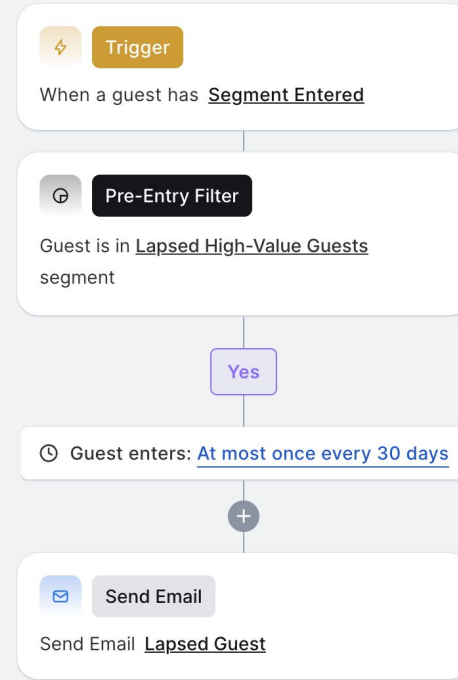 Trigger
When a guest has Segment Entered
Pre-Entry Filter
Guest is in Lapsed High-Value Guests
segment
Yes
Guest enters: At most once every 30 days
Send Email
Send Email Lapsed Guest